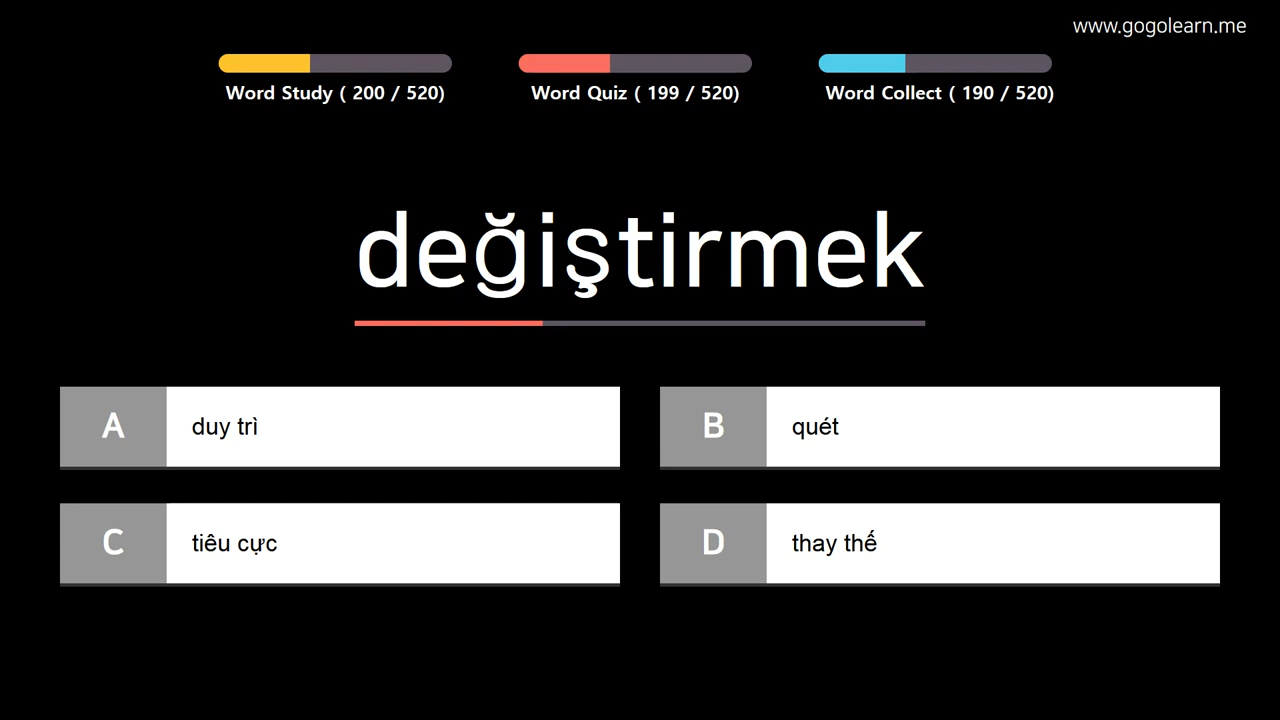 www.gogolearn.me
Word Study ( 200 / 520)
Word Quiz ( 199 / 520)
Word Collect ( 190 / 520)
değiştirmek
A duy trì
B quét
C tiêu cực
D thay thế